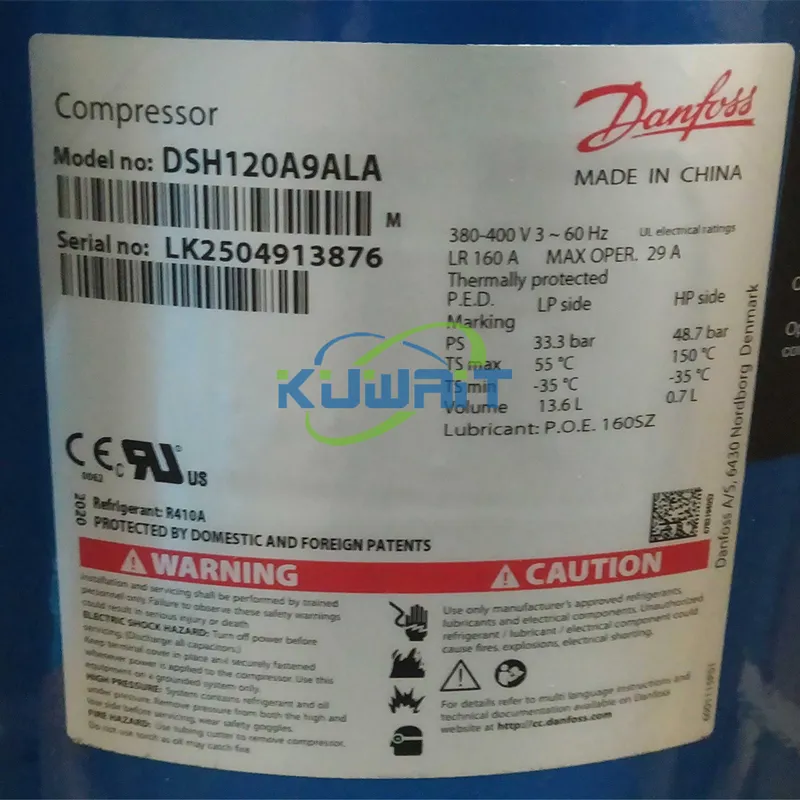 Compressor
Danfoss
MADE IN CHINA
Model no: DSH120A9ALA
M
Serial no: LK2504913876
380-400 V 3 ~ 60 Hz UL electrical ratings
LR 160 A MAX OPER. 29 A
Thermally protected
P.E.D. LP side HP side
Marking
PS 33.3 bar 48.7 bar
TS max 55 °C 150 °C
TS min -35 °C -35 °C
Volume 13.6 L 0.7 L
Lubricant: P.O.E. 160SZ
KUWAIT
CE
0062
c RU US
2020
Refrigerant: R410A
PROTECTED BY DOMESTIC AND FOREIGN PATENTS
Danfoss A/S, 6430 Nordborg Denmark
WARNING
Installation and servicing shall be performed by trained
personnel only. Failure to observe these safety warnings
could result in serious injury or death
ELECTRIC SHOCK HAZARD: Turn off power before
servicing. (Discharge all capacitors.)
Keep terminal cover in place and securely fastened
whenever power is applied to the compressor. Use this
equipment on a grounded system only.
HIGH PRESSURE: System contains refrigerant and oil
under pressure. Remove pressure from both the high and
low side before servicing, wear safety goggles.
FIRE HAZARD: Use tubing cutter to remove compressor.
Do not use torch as oil may catch fire.
CAUTION
Use only manufacturer's approved refrigerants,
lubricants and electrical components. Unauthorized
refrigerant / lubricant / electrical component could
cause fires, explosions, electrical shorting.
For details refer to multi language instructions and
technical documentation available on Danfoss
website at http://cc.danfoss.com